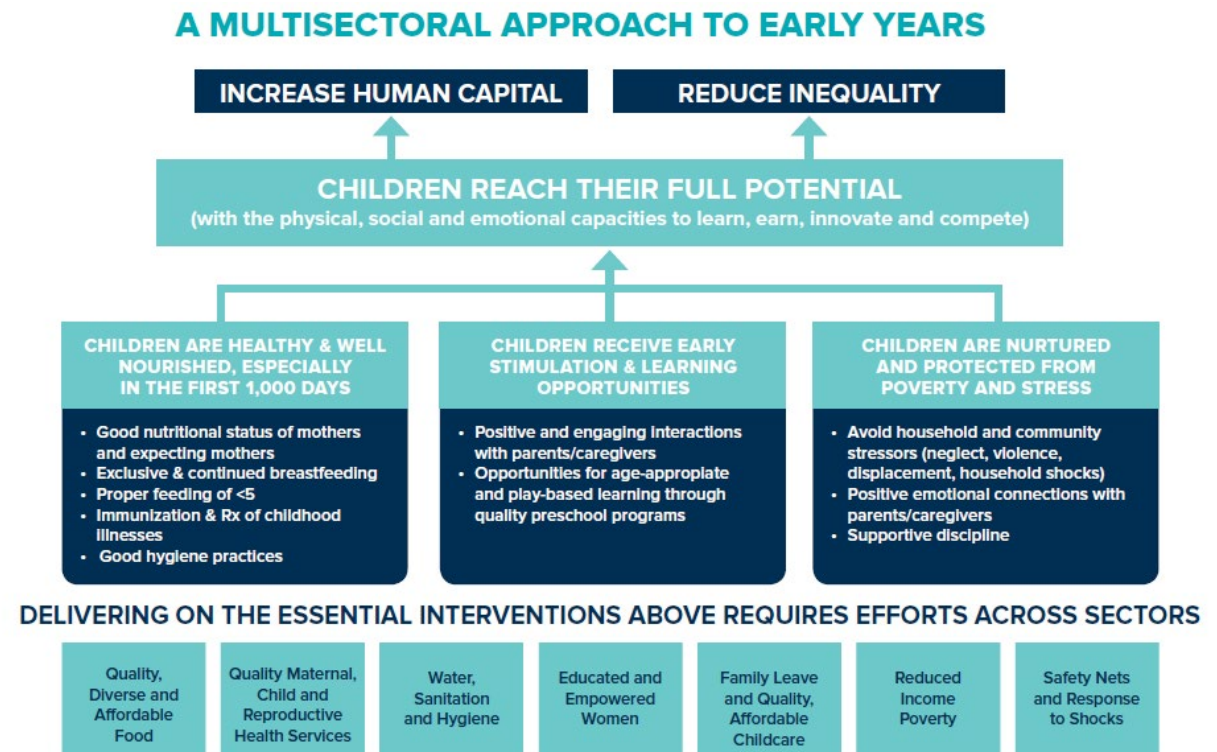 A MULTISECTORAL APPROACH TO EARLY YEARS
INCREASE HUMAN CAPITAL
REDUCE INEQUALITY
CHILDREN REACH THEIR FULL POTENTIAL
(with the physical, social and emotional capacities to learn, earn, innovate and compete)
CHILDREN ARE HEALTHY & WELL
NOURISHED, ESPECIALLY
IN THE FIRST 1,000 DAYS
• Good nutritional status of mothers
and expecting mothers
• Exclusive & continued breastfeeding
• Proper feeding of <5
• Immunization & Rx of childhood
illnesses
• Good hygiene practices
CHILDREN RECEIVE EARLY
STIMULATION & LEARNING
OPPORTUNITIES
• Positive and engaging interactions
with parents/caregivers
• Opportunities for age-appropiate
and play-based learning through
quality preschool programs
CHILDREN ARE NURTURED
AND PROTECTED FROM
POVERTY AND STRESS
• Avoid household and community
stressors (neglect, violence,
displacement, household shocks)
• Positive emotional connections with
parents/caregivers
• Supportive discipline
DELIVERING ON THE ESSENTIAL INTERVENTIONS ABOVE REQUIRES EFFORTS ACROSS SECTORS
Quality,
Diverse and
Affordable
Food
Quality Maternal,
Child and
Reproductive
Health Services
Water,
Sanitation
and Hygiene
Educated and
Empowered
Women
Family Leave
and Quality,
Affordable
Childcare
Reduced
Income
Poverty
Safety Nets
and Response
to Shocks